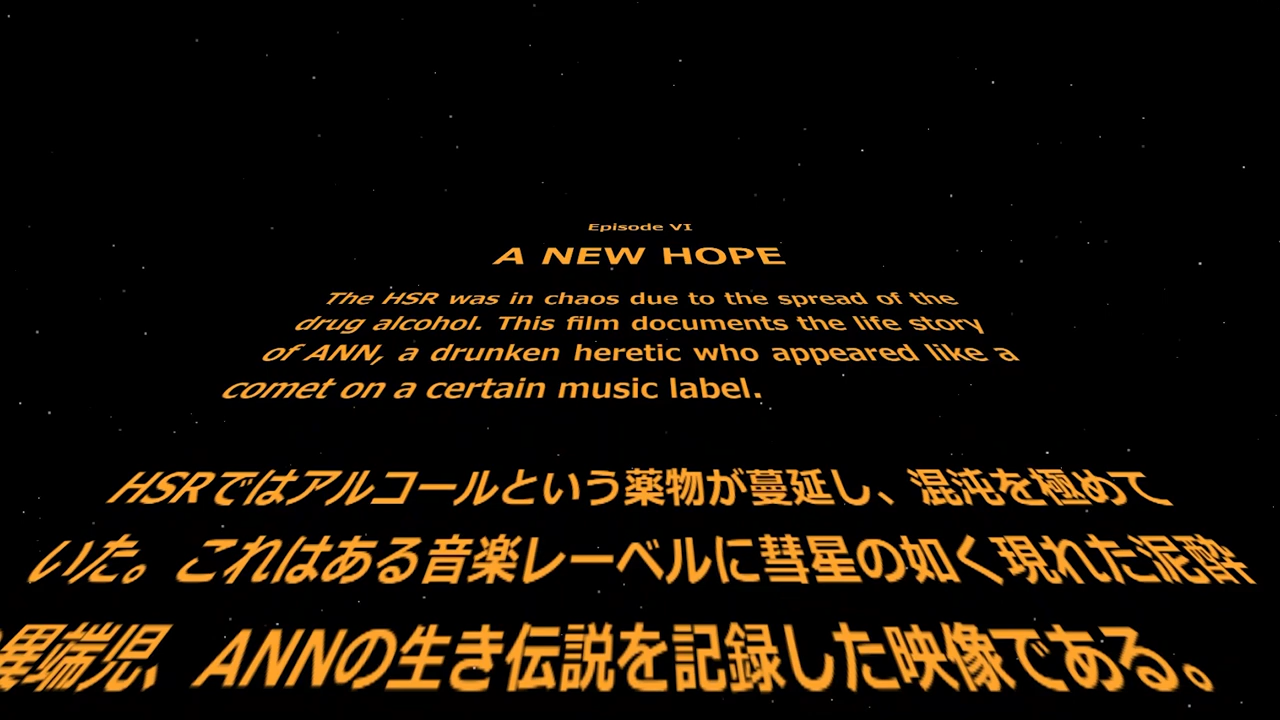 Episode VI
A NEW HOPE
The HSR was in chaos due to the spread of the
drug alcohol. This film documents the life story
of ANN, a drunken heretic who appeared like a
comet on a certain music label.
HSRではアルコールという薬物が蔓延し、混沌を極めて
いた。これはある音楽レーベルに彗星の如く現れた泥酔
異端児、ANNの生き伝説を記録した映像である。